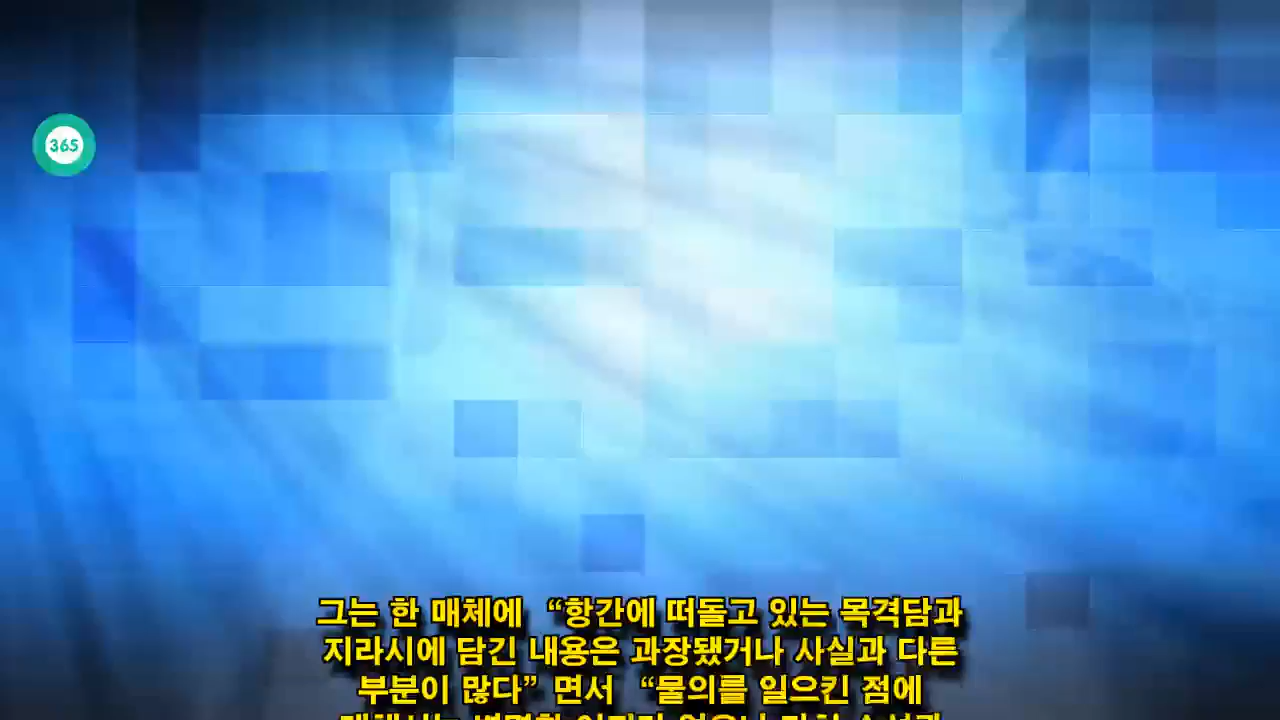 365
그는 한 매체에 “항간에 떠돌고 있는 목격담과
지라시에 담긴 내용은 과장됐거나 사실과 다른
부분이 많다” 면서 “물의를 일으킨 점에